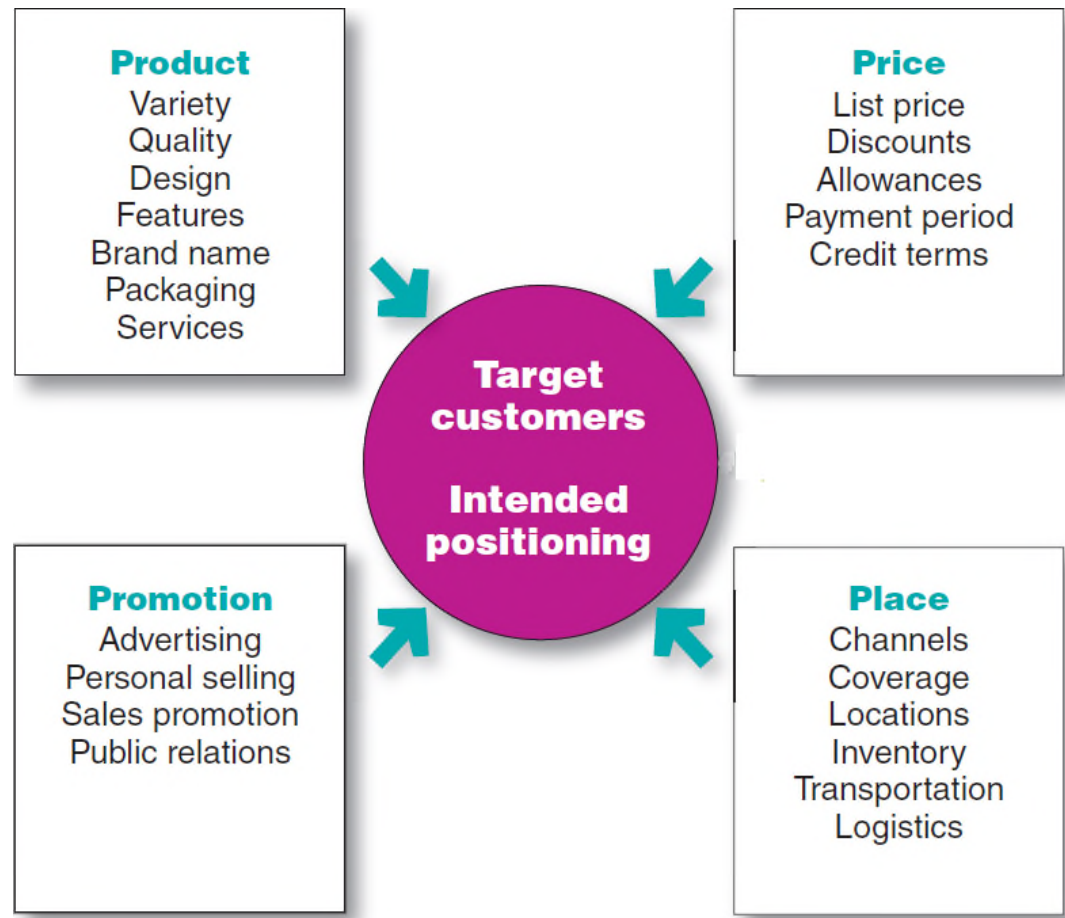 Product
Variety
Quality
Design
Features
Brand name
Packaging
Services
Price
List price
Discounts
Allowances
Payment period
Credit terms
Target
customers
Intended
positioning
Promotion
Advertising
Personal selling
Sales promotion
Public relations
Place
Channels
Coverage
Locations
Inventory
Transportation
Logistics